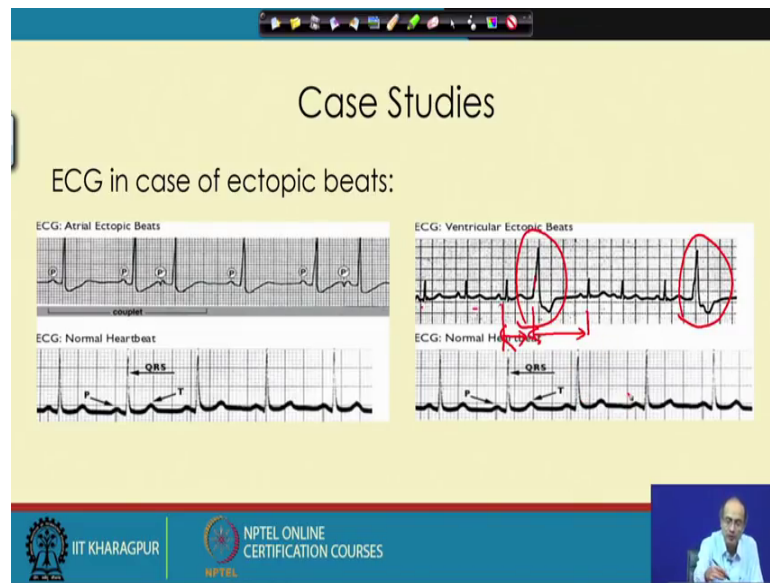 Case Studies
ECG in case of ectopic beats:
ECG: Atrial Ectopic Beats
P P P P P P
couplet
ECG: Normal Heartbeat
QRS
P T
ECG: Ventricular Ectopic Beats
ECG: Normal Heartbeat
QRS
P T
IIT KHARAGPUR
NPTEL
NPTEL ONLINE
CERTIFICATION COURSES